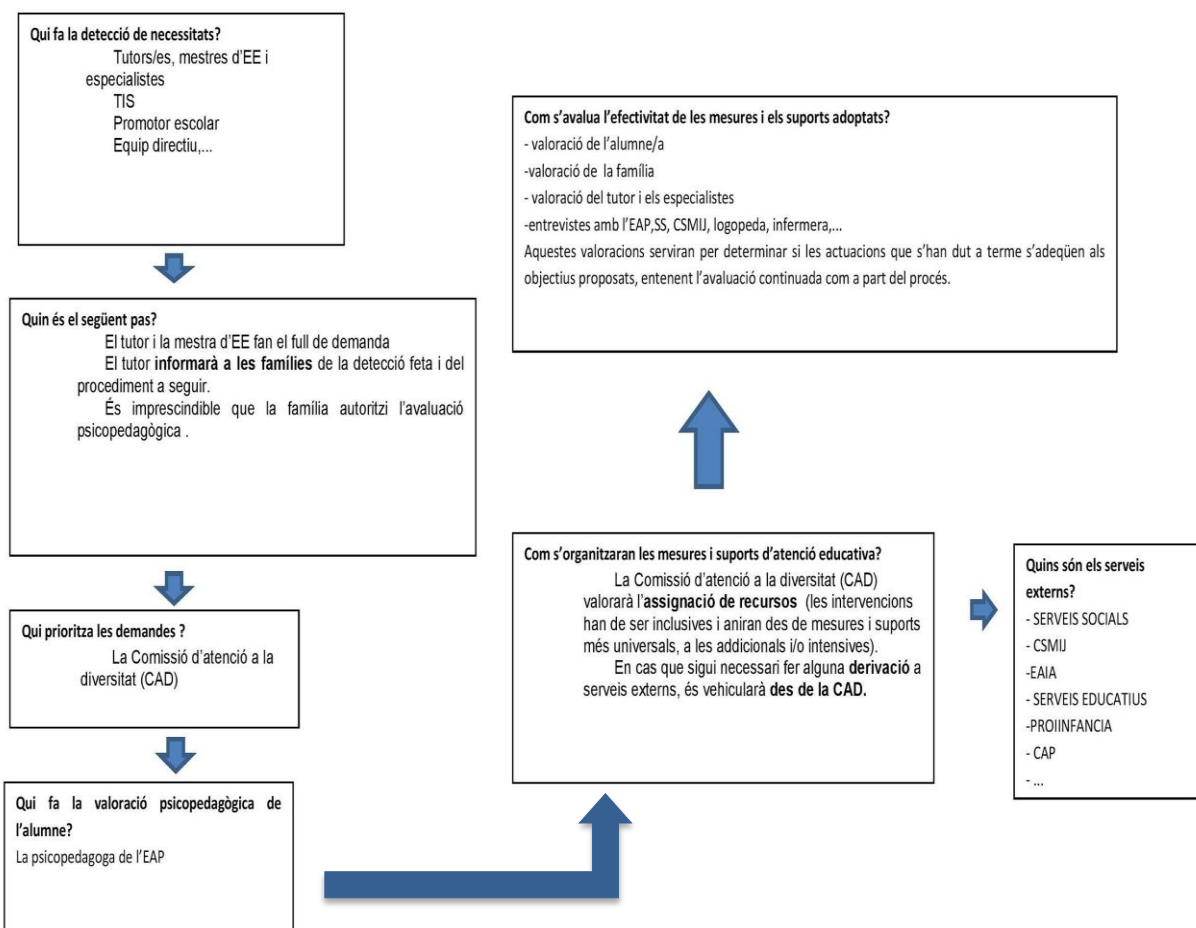 Qui fa la detecció de necessitats?
Tutors/es, mestres d'EE i
especialistes
TIS
Promotor escolar
Equip directiu,...
Quin és el següent pas?
El tutor i la mestra d'EE fan el full de demanda
El tutor informarà a les famílies de la detecció feta i del
procediment a seguir.
És imprescindible que la família autoritzi l'avaluació
psicopedagògica .
Qui prioritza les demandes ?
La Comissió d'atenció a la
diversitat (CAD)
Qui fa la valoració psicopedagògica de
l'alumne?
La psicopedagoga de l'EAP
Com s'organitzaran les mesures i suports d'atenció educativa?
La Comissió d'atenció a la diversitat (CAD)
valorarà l'assignació de recursos (les intervencions
han de ser inclusives i aniran des de mesures i suports
més universals, a les addicionals i/o intensives).
En cas que sigui necessari fer alguna derivació a
serveis externs, és vehicularà des de la CAD.
Quins són els serveis
externs?
- SERVEIS SOCIALS
- CSMIJ
-EAIA
- SERVEIS EDUCATIUS
-PROIINFANCIA
- CAP
- ...
Com s'avalua l'efectivitat de les mesures i els suports adoptats?
- valoració de l'alumne/a
-valoració de la família
- valoració del tutor i els especialistes
-entrevistes amb l'EAP,SS, CSMIJ, logopeda, infermera,...
Aquestes valoracions serviran per determinar si les actuacions que s'han dut a terme s'adeqüen als
objectius proposats, entenent l'avaluació continuada com a part del procés.